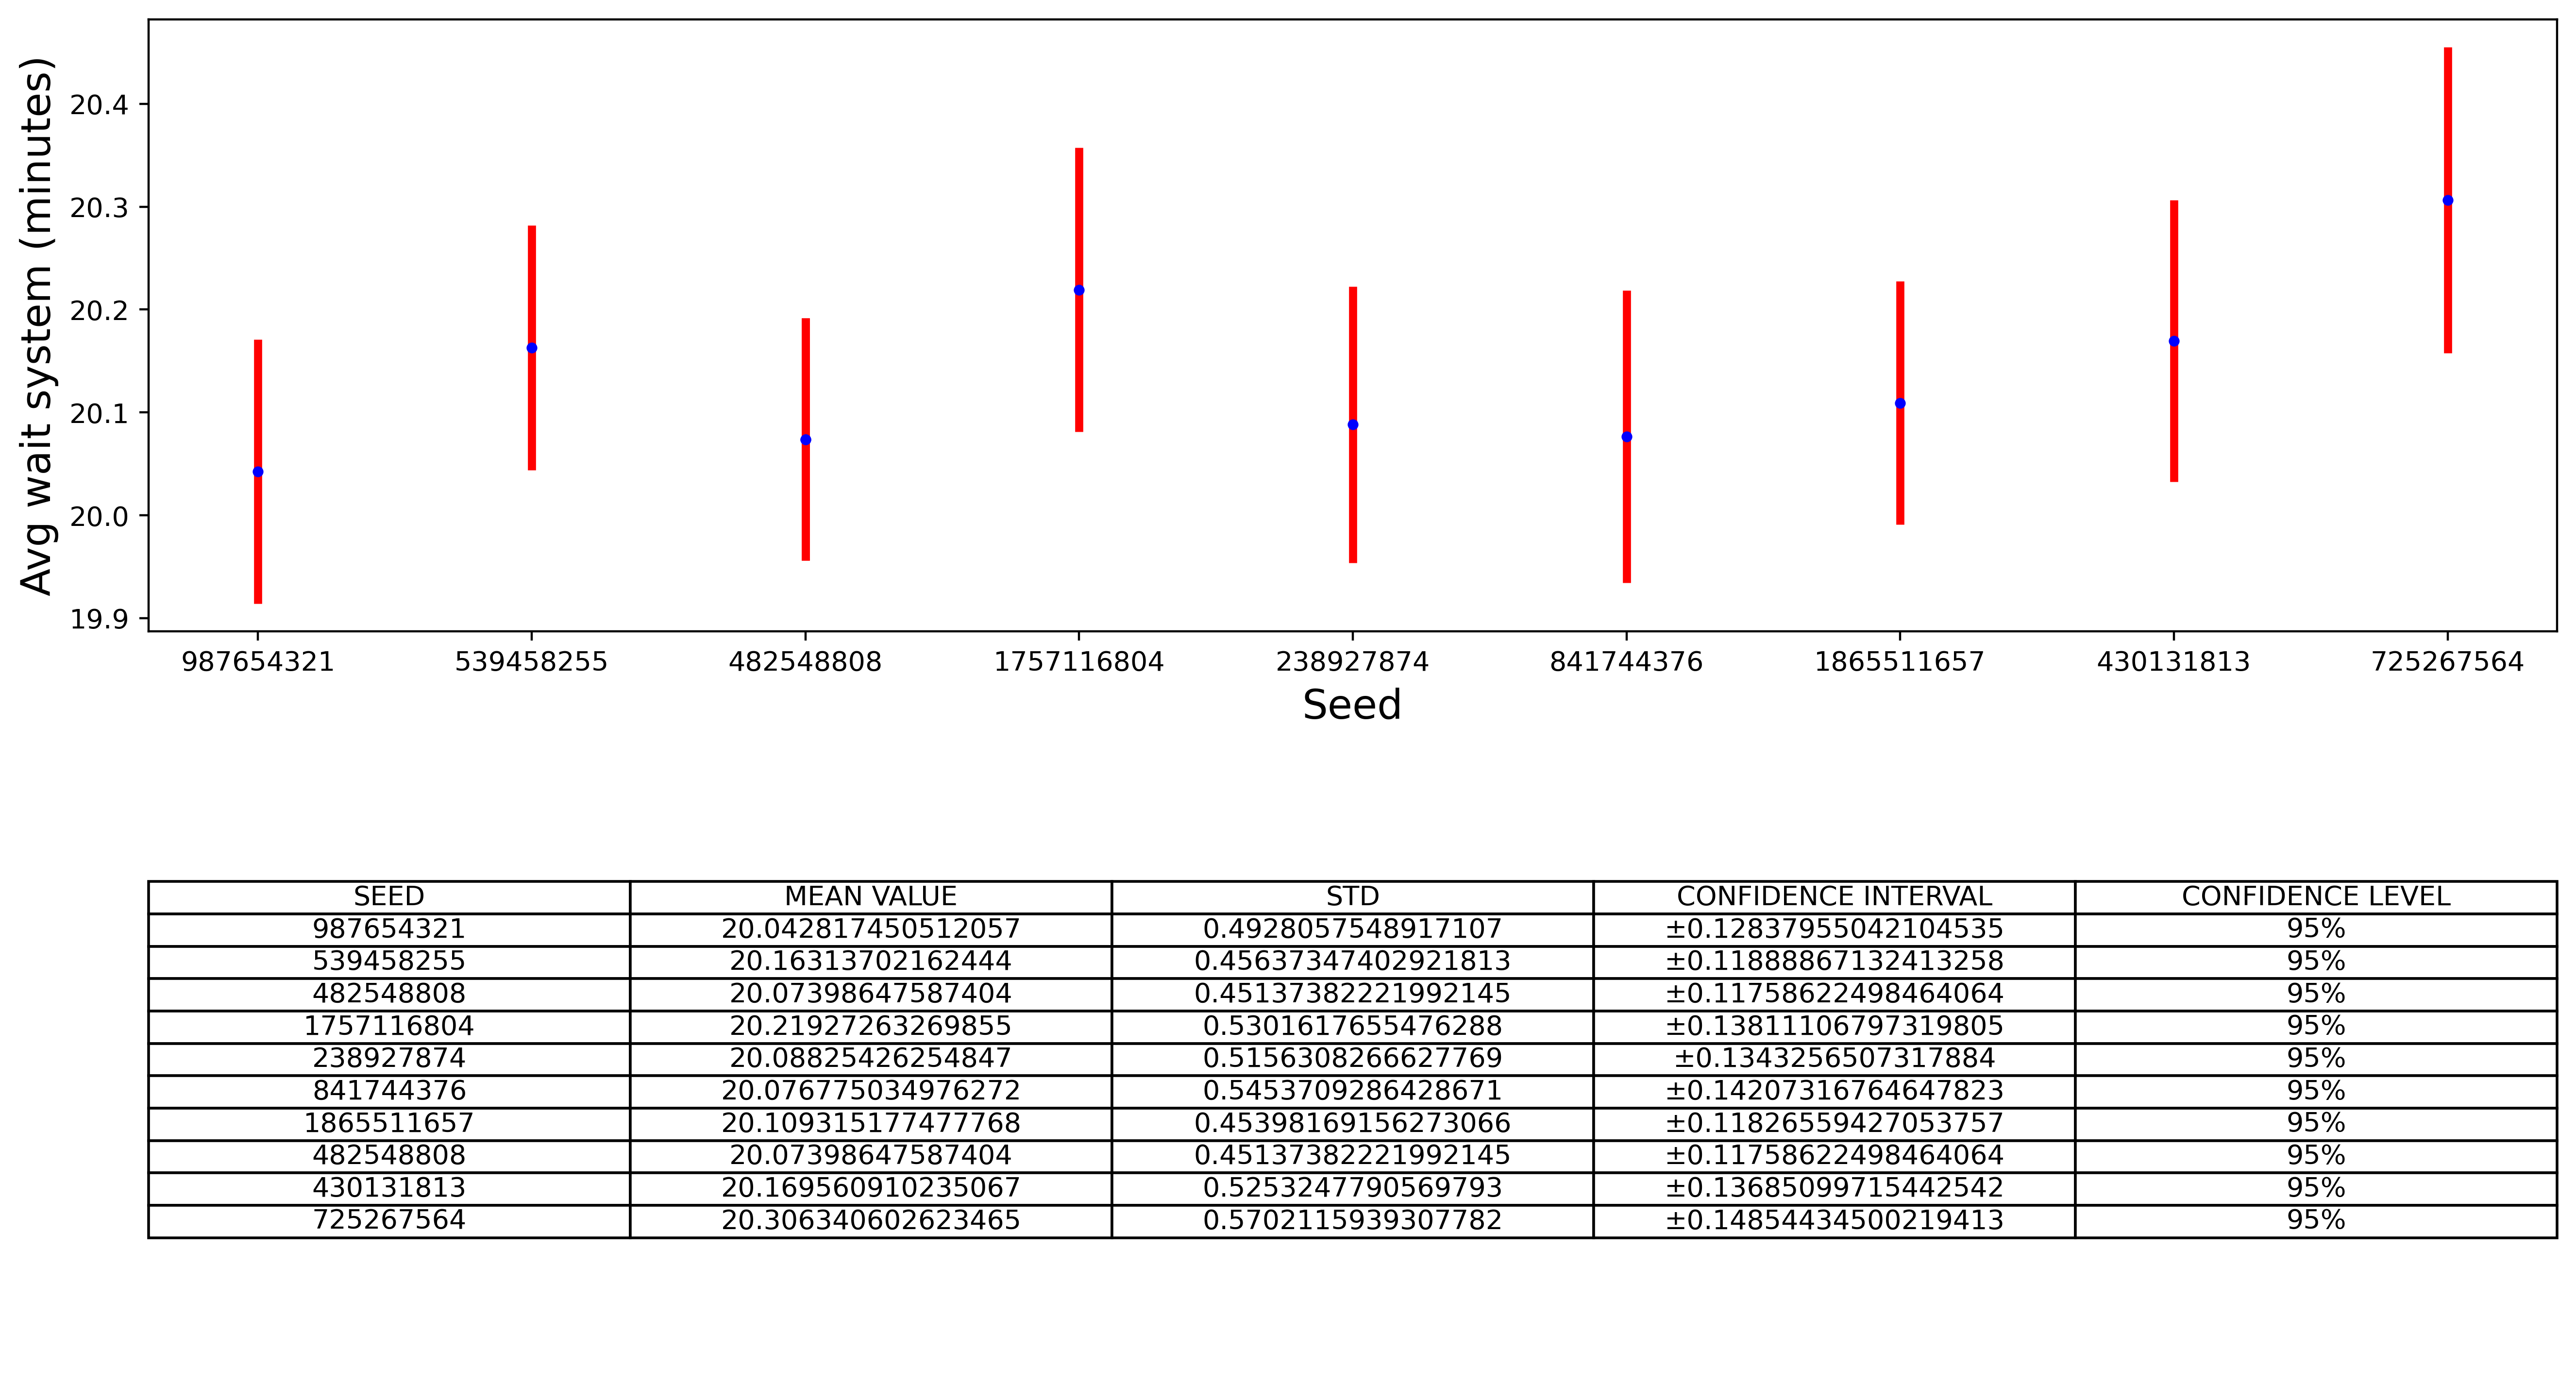 Avg wait system (minutes)
20.4
20.3
20.2
20.1
20.0
19.9
987654321 539458255 482548808 1757116804 238927874 841744376 1865511657 430131813 725267564
Seed
SEED MEAN VALUE STD CONFIDENCE INTERVAL CONFIDENCE LEVEL
987654321 20.042817450512057 0.4928057548917107 ±0.12837955042104535 95%
539458255 20.16313702162444 0.45637347402921813 ±0.11888867132413258 95%
482548808 20.07398647587404 0.45137382221992145 ±0.11758622498464064 95%
1757116804 20.21927263269855 0.5301617655476288 ±0.13811106797319805 95%
238927874 20.08825426254847 0.5156308266627769 ±0.1343256507317884 95%
841744376 20.076775034976272 0.5453709286428671 ±0.14207316764647823 95%
1865511657 20.109315177477768 0.45398169156273066 ±0.11826559427053757 95%
482548808 20.07398647587404 0.45137382221992145 ±0.11758622498464064 95%
430131813 20.169560910235067 0.5253247790569793 ±0.13685099715442542 95%
725267564 20.306340602623465 0.5702115939307782 ±0.14854434500219413 95%